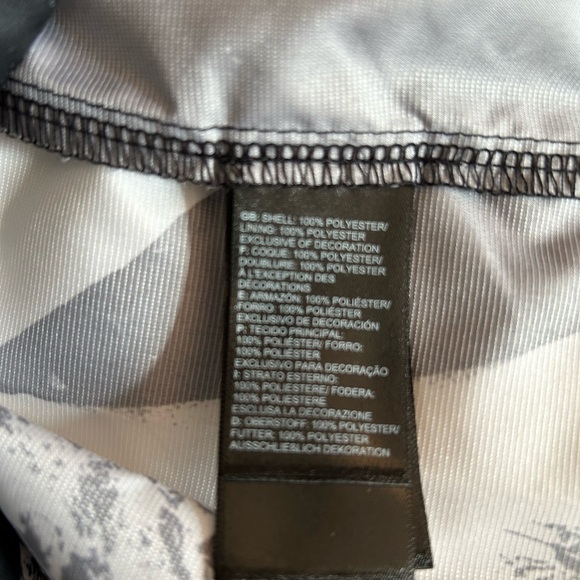 GB: SHELL: 100% POLYESTER/
LINING: 100% POLYESTER
EXCLUSIVE OF DECORATION
F: COQUE: 100% POLYESTER/
DOUBLURE: 100% POLYESTER
À L'EXCEPTION DES
DÉCORATIONS
E: ARMAZÓN: 100% POLIÉSTER/
FORRO: 100% POLIÉSTER
EXCLUSIVO DE DECORACIÓN
P: TECIDO PRINCIPAL:
100% POLIÉSTER/ FORRO:
100% POLIÉSTER
EXCLUSIVO PARA DECORAÇÃO
I: STRATO ESTERNO:
100% POLIESTERE/ FODERA:
100% POLIESTERE
ESCLUSA LA DECORAZIONE
D: OBERSTOFF: 100% POLYESTER/
FUTTER: 100% POLYESTER
AUSSCHLIEßLICH DEKORATION